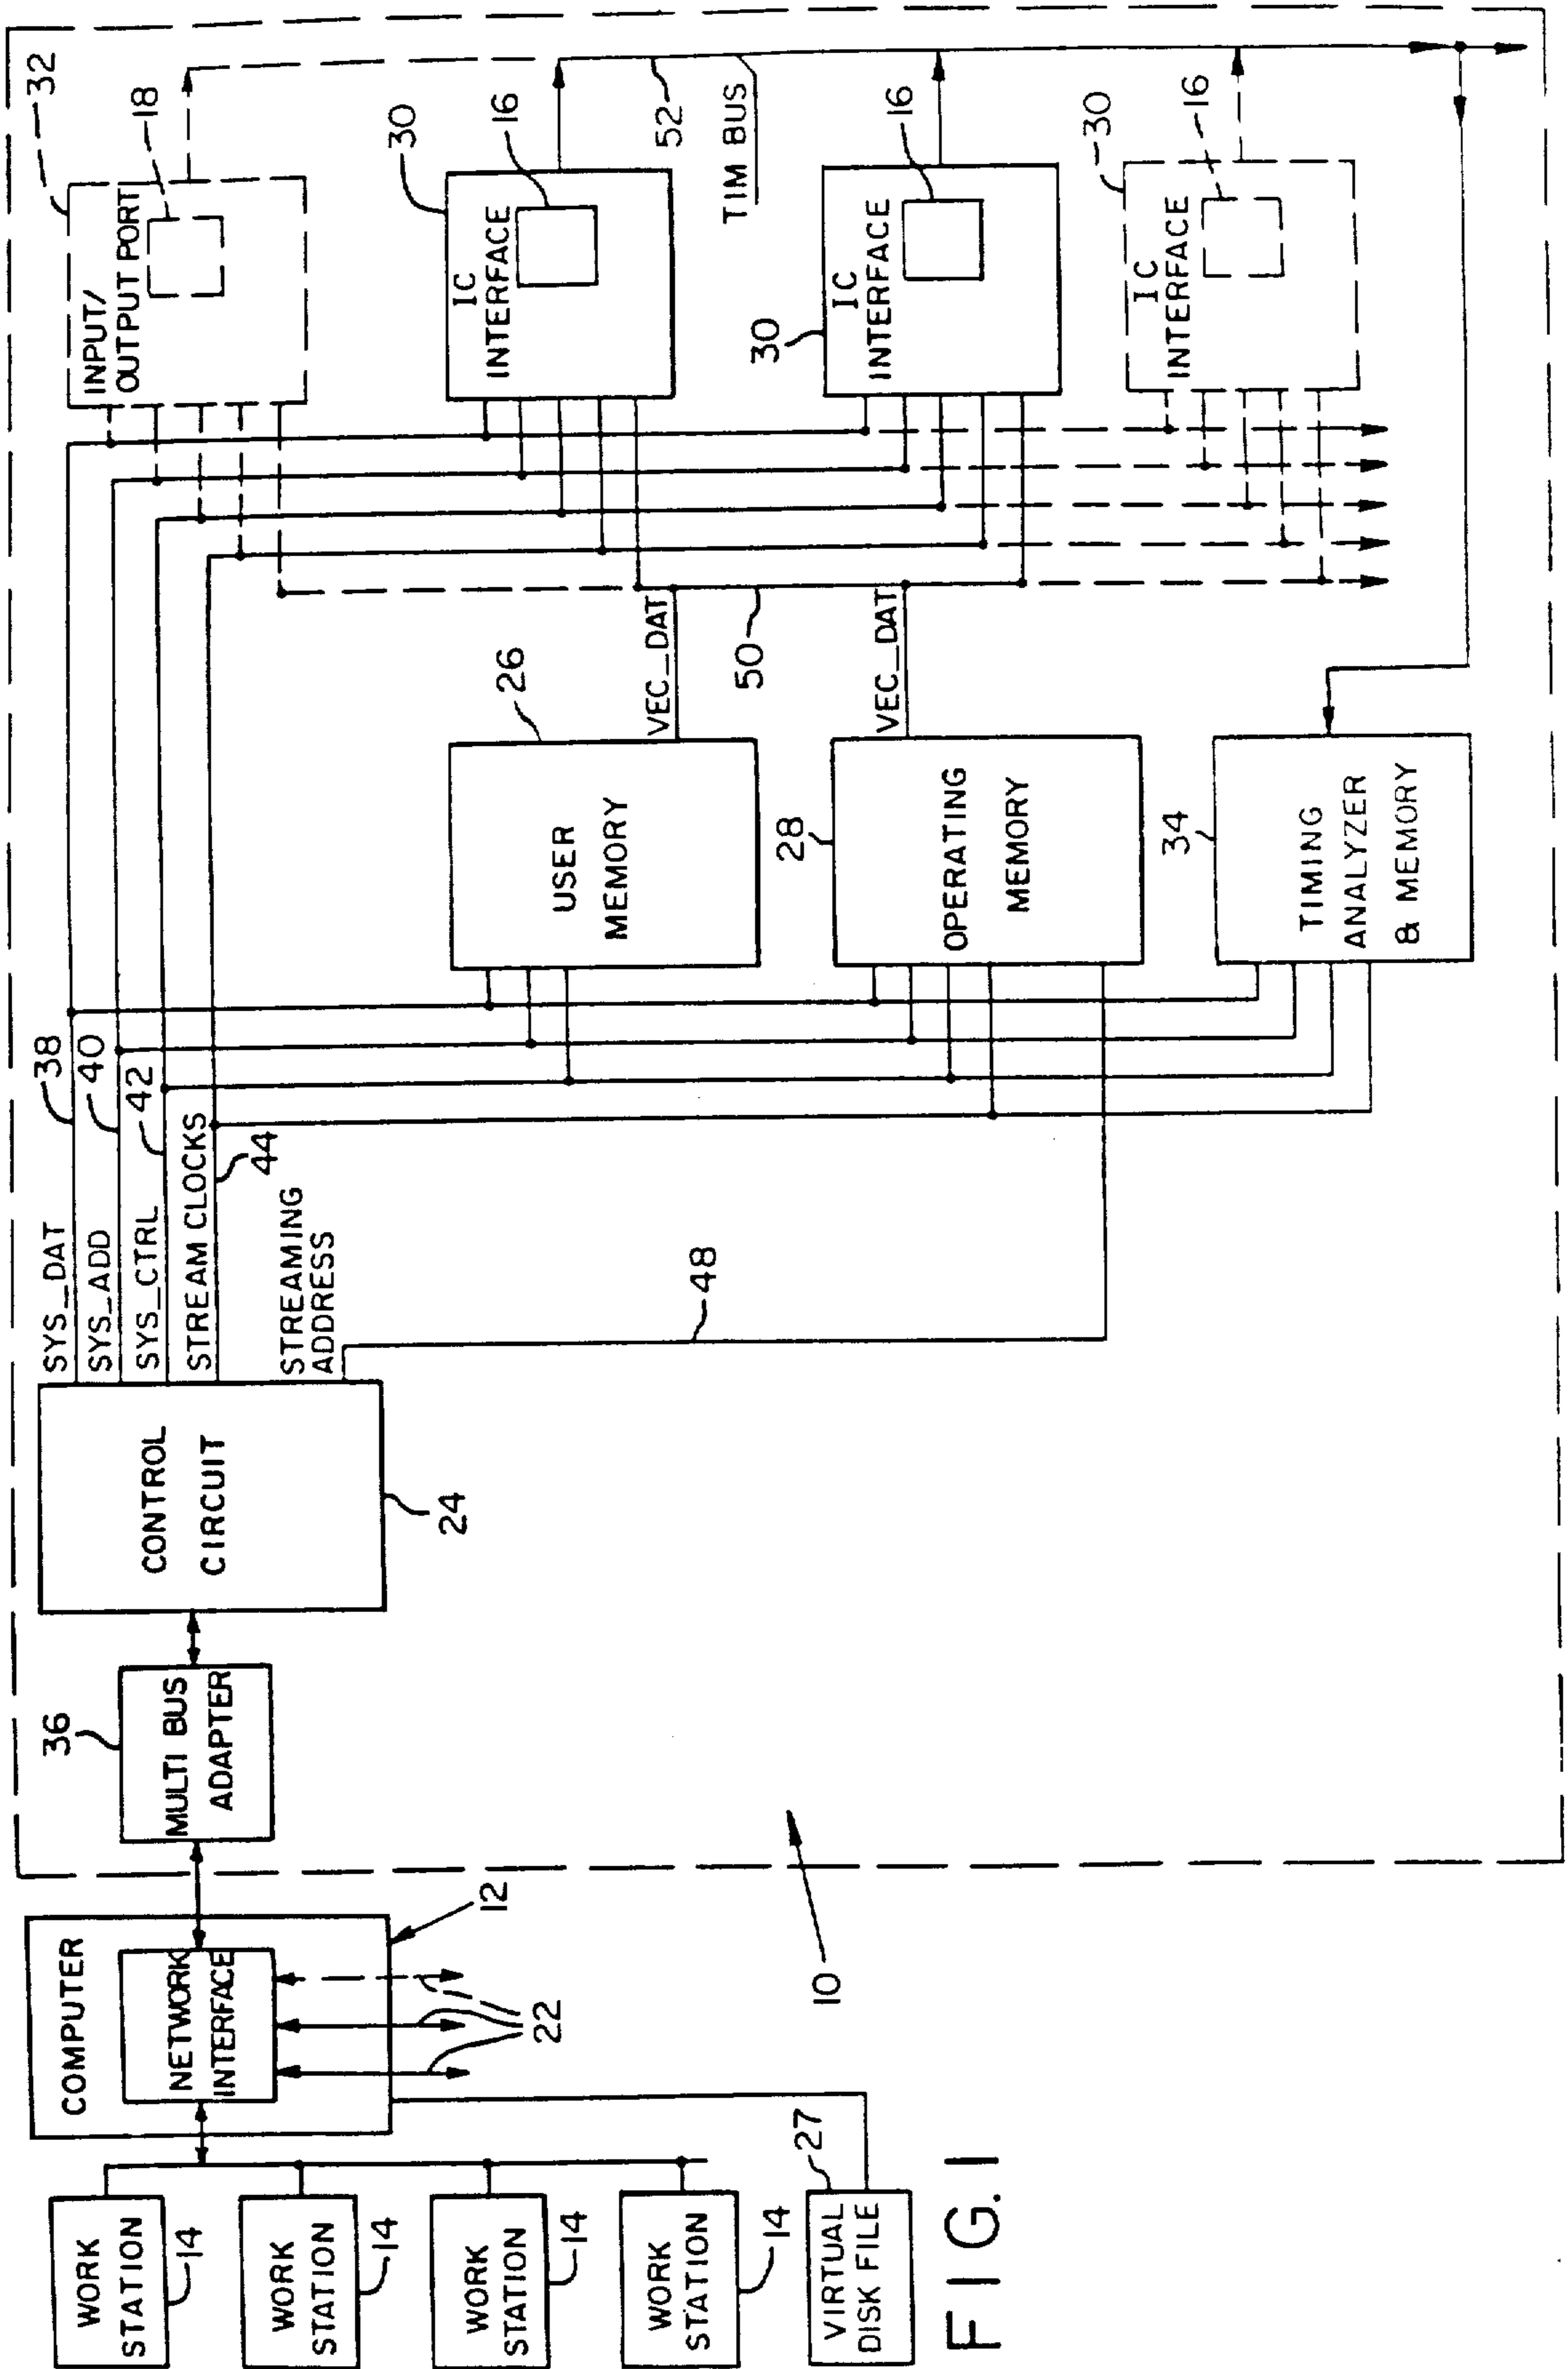 WORK
STATION
14
WORK
STATION
14
WORK
STATION
14
WORK
STATION
14
VIRTUAL
DISK FILE
27
COMPUTER
NETWORK
INTERFACE
12
22
10
MULTI BUS
ADAPTER
36
CONTROL
CIRCUIT
24
SYS_DAT
38
SYS_ADD
40
SYS_CTRL
42
STREAM CLOCKS
44
STREAMING
ADDRESS
48
USER
MEMORY
26
VEC_DAT
OPERATING
MEMORY
28
VEC_DAT
50
TIMING
ANALYZER
& MEMORY
34
INPUT/
OUTPUT PORT
32
18
IC
INTERFACE
30
16
52
TIM BUS
IC
INTERFACE
30
16
IC
INTERFACE
30
16
FIG. 1